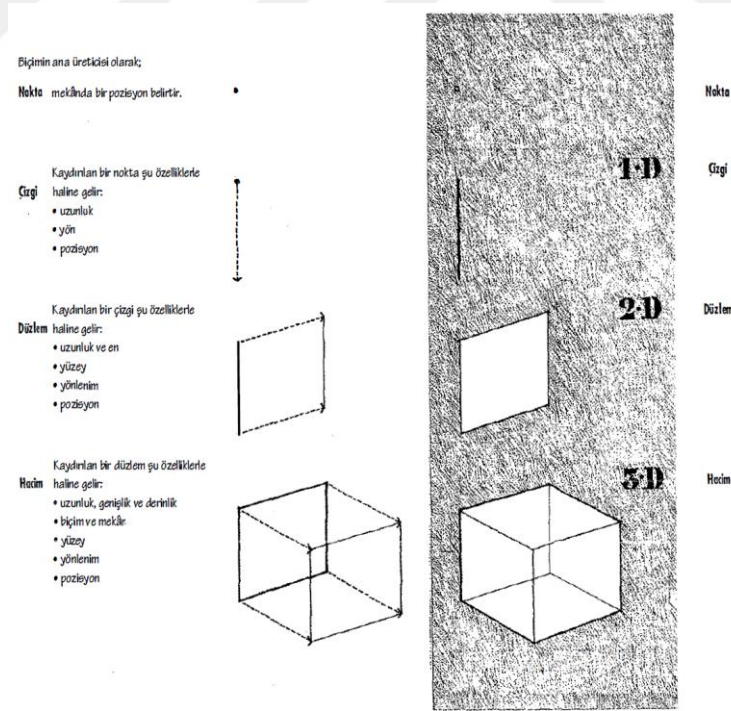 Biçimin ana üreticisi olarak;
Nokta mekânda bir pozisyon belirtir.
Nokta
Kaydırılan bir nokta şu özelliklerle
Çizgi haline gelir:
• uzunluk
• yön
• pozisyon
1-D
Çizgi
Kaydırılan bir çizgi şu özelliklerle
Düzlem haline gelir:
• uzunluk ve en
• yüzey
• yönlenim
• pozisyon
2-D
Düzlem
Kaydırılan bir düzlem şu özelliklerle
Hacim haline gelir:
• uzunluk, genişlik ve derinlik
• biçim ve mekân
• yüzey
• yönlenim
• pozisyon
3-D
Hacim